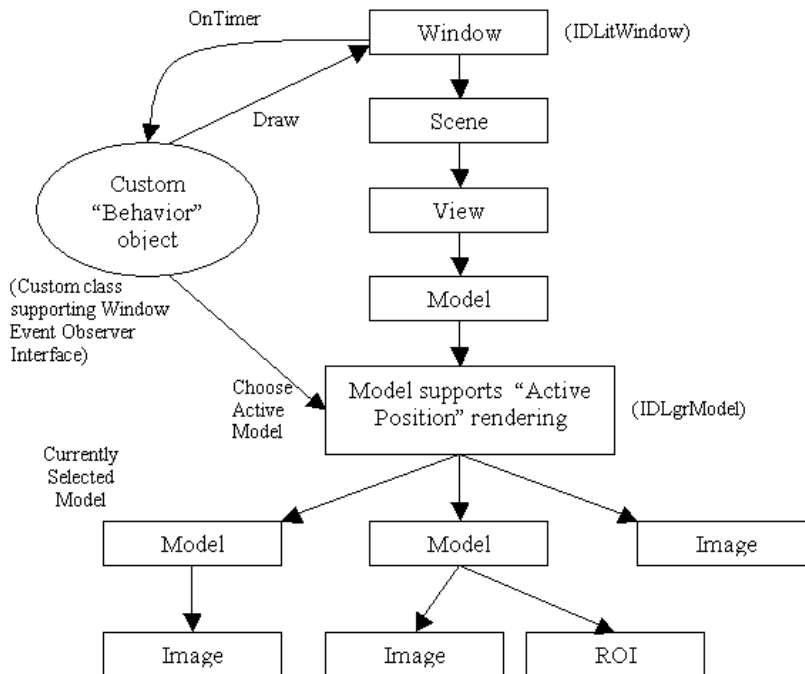 OnTimer
Window
(IDLitWindow)
Draw
Scene
Custom
“Behavior”
object
View
(Custom class
supporting Window
Event Observer
Interface)
Model
Choose
Active
Model
Model supports “Active
Position” rendering
(IDLgrModel)
Currently
Selected
Model
Model
Model
Image
Image
Image
ROI